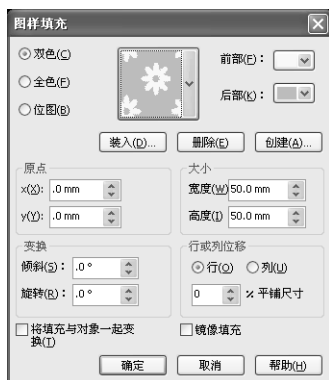 图样填充
双色(C)
全色(F)
位图(B)
前部(F)：
后部(K)：
装入(D)...
删除(E)
创建(A)...
原点
x(X): .0 mm
y(Y): .0 mm
大小
宽度(W) 50.0 mm
高度(I) 50.0 mm
变换
倾斜(S)： .0 °
旋转(R)： .0 °
行或列位移
行(O) 列(U)
0 % 平铺尺寸
将填充与对象一起变
换(T)
镜像填充
确定
取消
帮助(H)